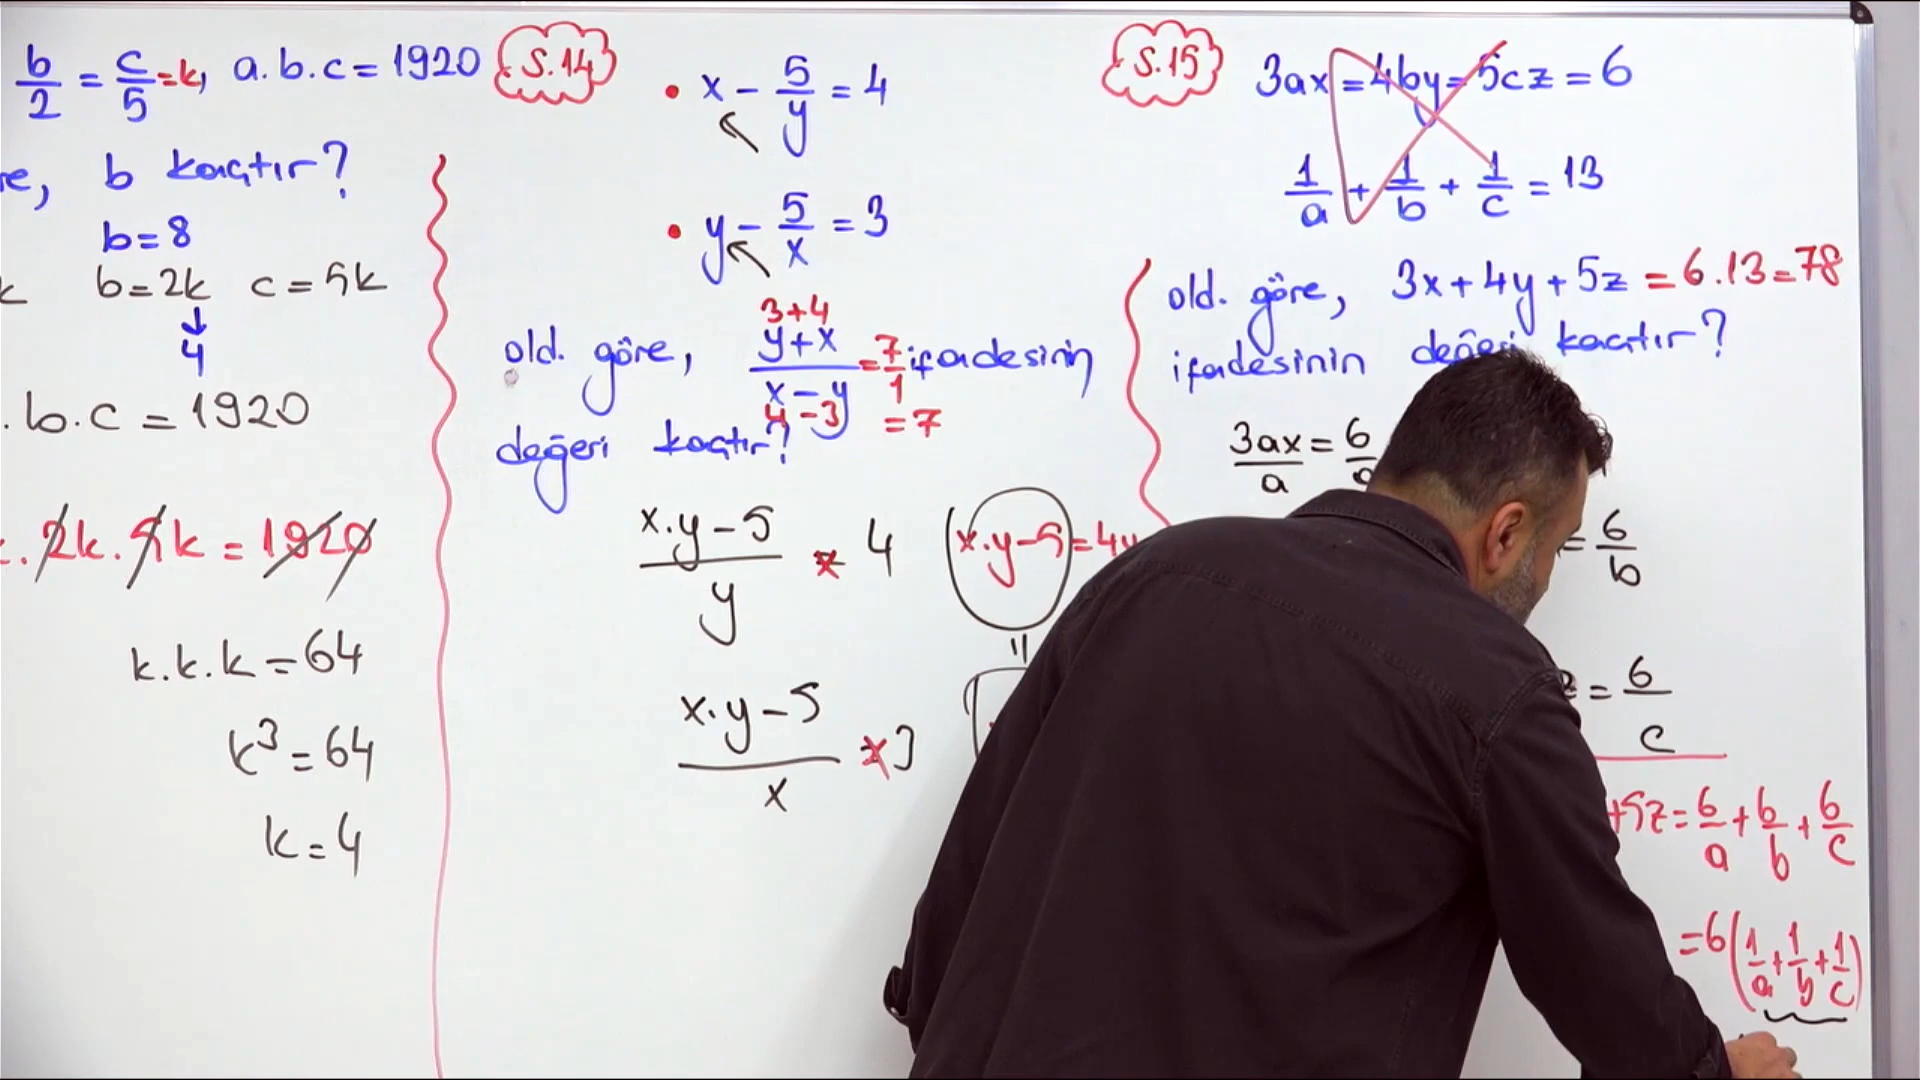 b/2 = c/5 = k, a.b.c = 1920
re, b kaçtır?
b = 8
k b = 2k c = 5k
↓
4
.b.c = 1920
. 2k . 5k = 1920
k.k.k = 64
k³ = 64
k = 4
S.14
• x - 5/y = 4
• y - 5/x = 3
3+4
old. göre, y+x/x-y = 7/1 ifadesinin
4-3 = 7
değeri kaçtır?
x.y-5/y * 4 (x.y-5 = 4y
=
x.y-5/x * 3
S.15
3ax = 4by = 5cz = 6
1/a + 1/b + 1/c = 13
old. göre, 3x + 4y + 5z = 6.13 = 78
ifadesinin değeri kaçtır?
3ax/a = 6/a
= 6/b
z = 6/c
+5z = 6/a + 6/b + 6/c
= 6(1/a + 1/b + 1/c)